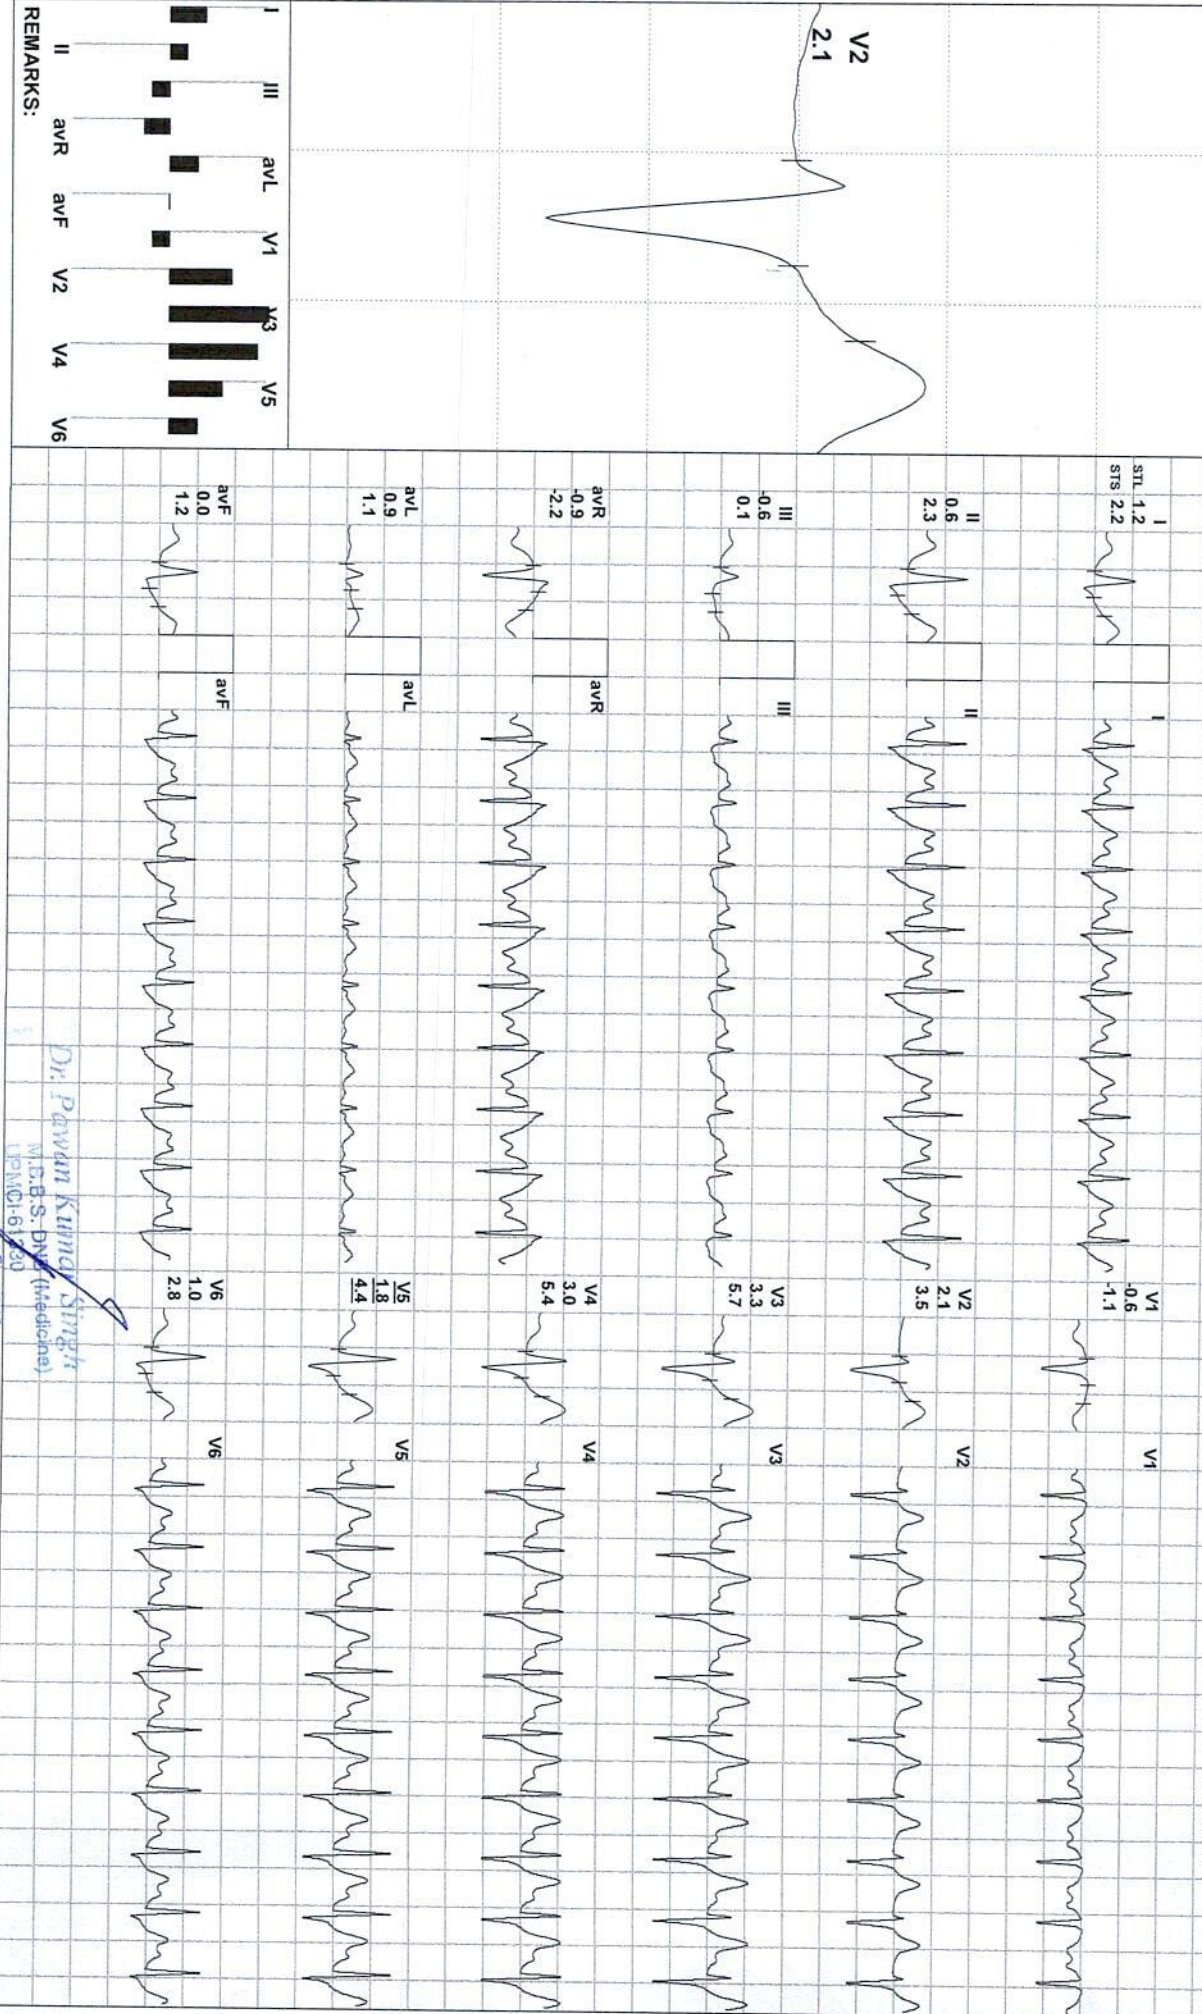 V2
2.1
I
II
III
avR
avL
avF
V1
V2
V3
V4
V5
V6
REMARKS:
I
STL 1.2
STS 2.2
I
V1
-0.6
-1.1
V1
II
0.6
2.3
II
V2
2.1
3.5
V2
III
-0.6
0.1
III
V3
3.3
5.7
V3
avR
-0.9
-2.2
avR
V4
3.0
5.4
V4
avL
0.9
1.1
avL
V5
1.8
4.4
V5
avF
0.0
1.2
avF
V6
1.0
2.8
V6
Dr. Pawan Kumar Singh
M.B.B.S. DNB (Medicine)